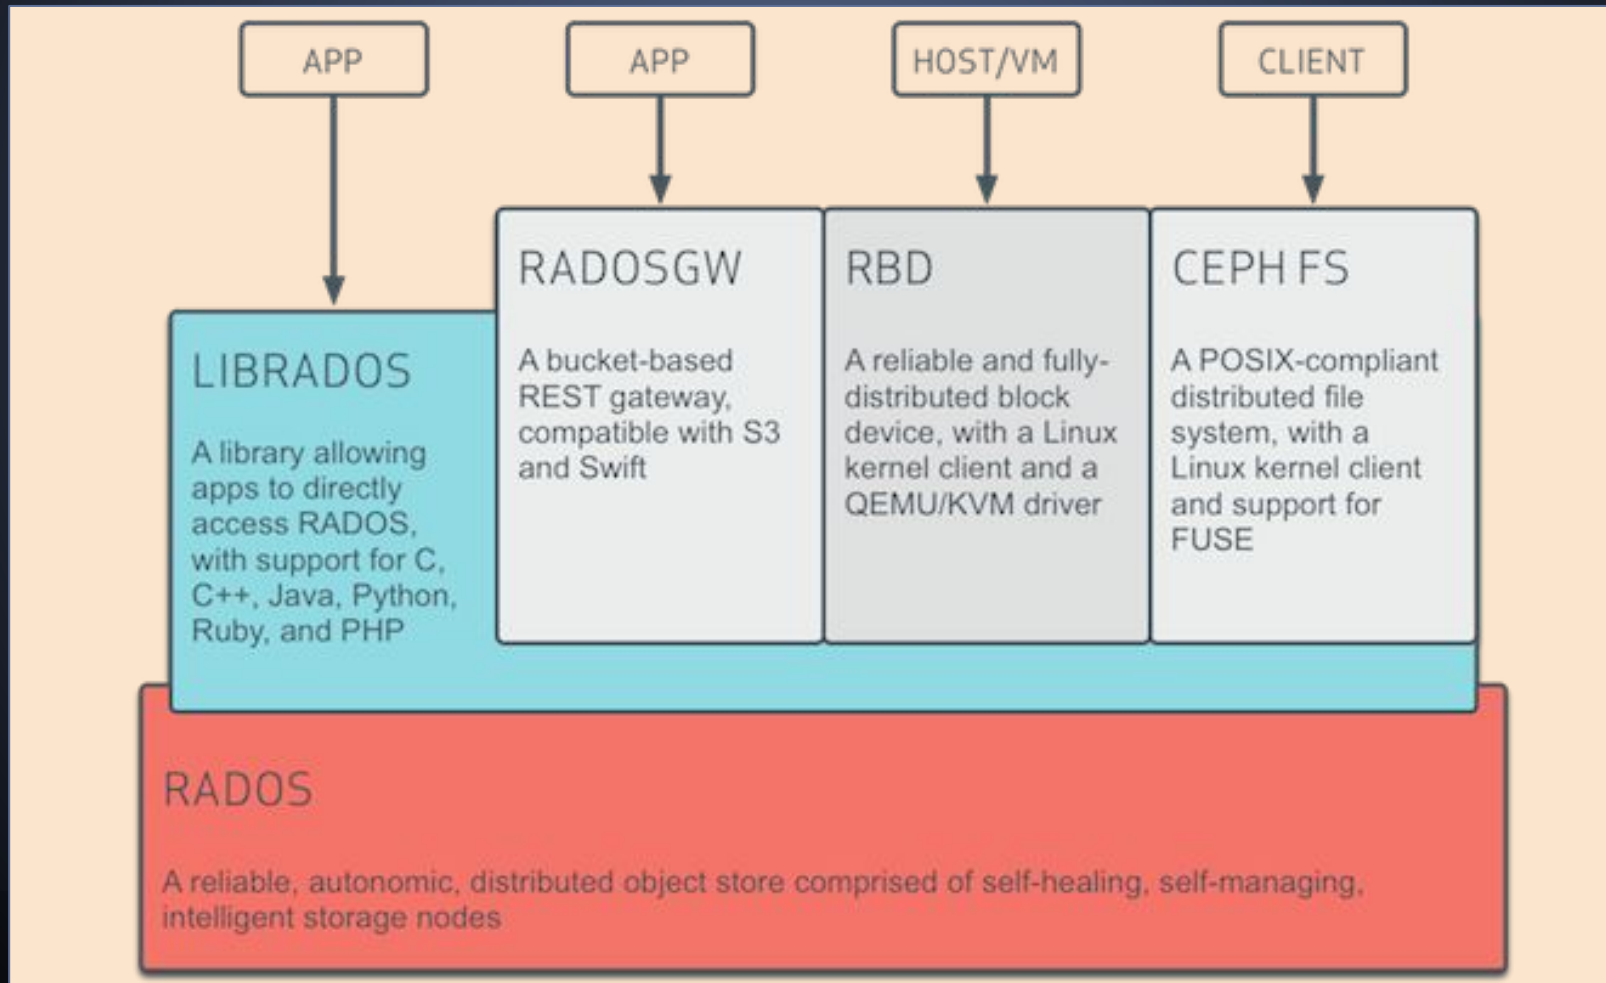 APP
APP
HOST/VM
CLIENT
LIBRADOS
A library allowing
apps to directly
access RADOS,
with support for C,
C++, Java, Python,
Ruby, and PHP
RADOSGW
A bucket-based
REST gateway,
compatible with S3
and Swift
RBD
A reliable and fully-
distributed block
device, with a Linux
kernel client and a
QEMU/KVM driver
CEPH FS
A POSIX-compliant
distributed file
system, with a
Linux kernel client
and support for
FUSE
RADOS
A reliable, autonomic, distributed object store comprised of self-healing, self-managing,
intelligent storage nodes